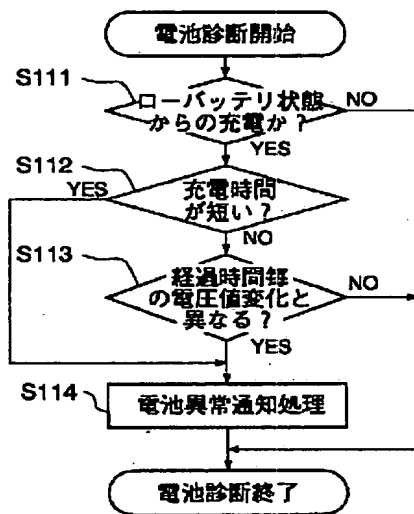 電池診断開始
S111
ローバッテリ状態
からの充電か?
NO
YES
S112
YES
充電時間
が短い?
NO
S113
経過時間毎
の電圧値変化と
異なる?
NO
YES
S114
電池異常通知処理
電池診断終了